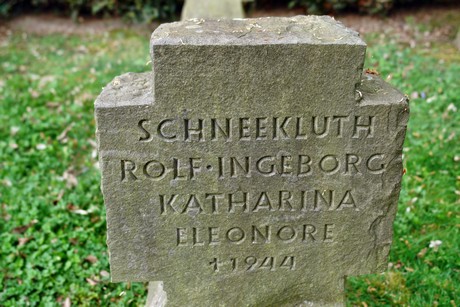 SCHNEEKLUTH
ROLF·INGEBORG
KATHARINA
ELEONORE
†1944